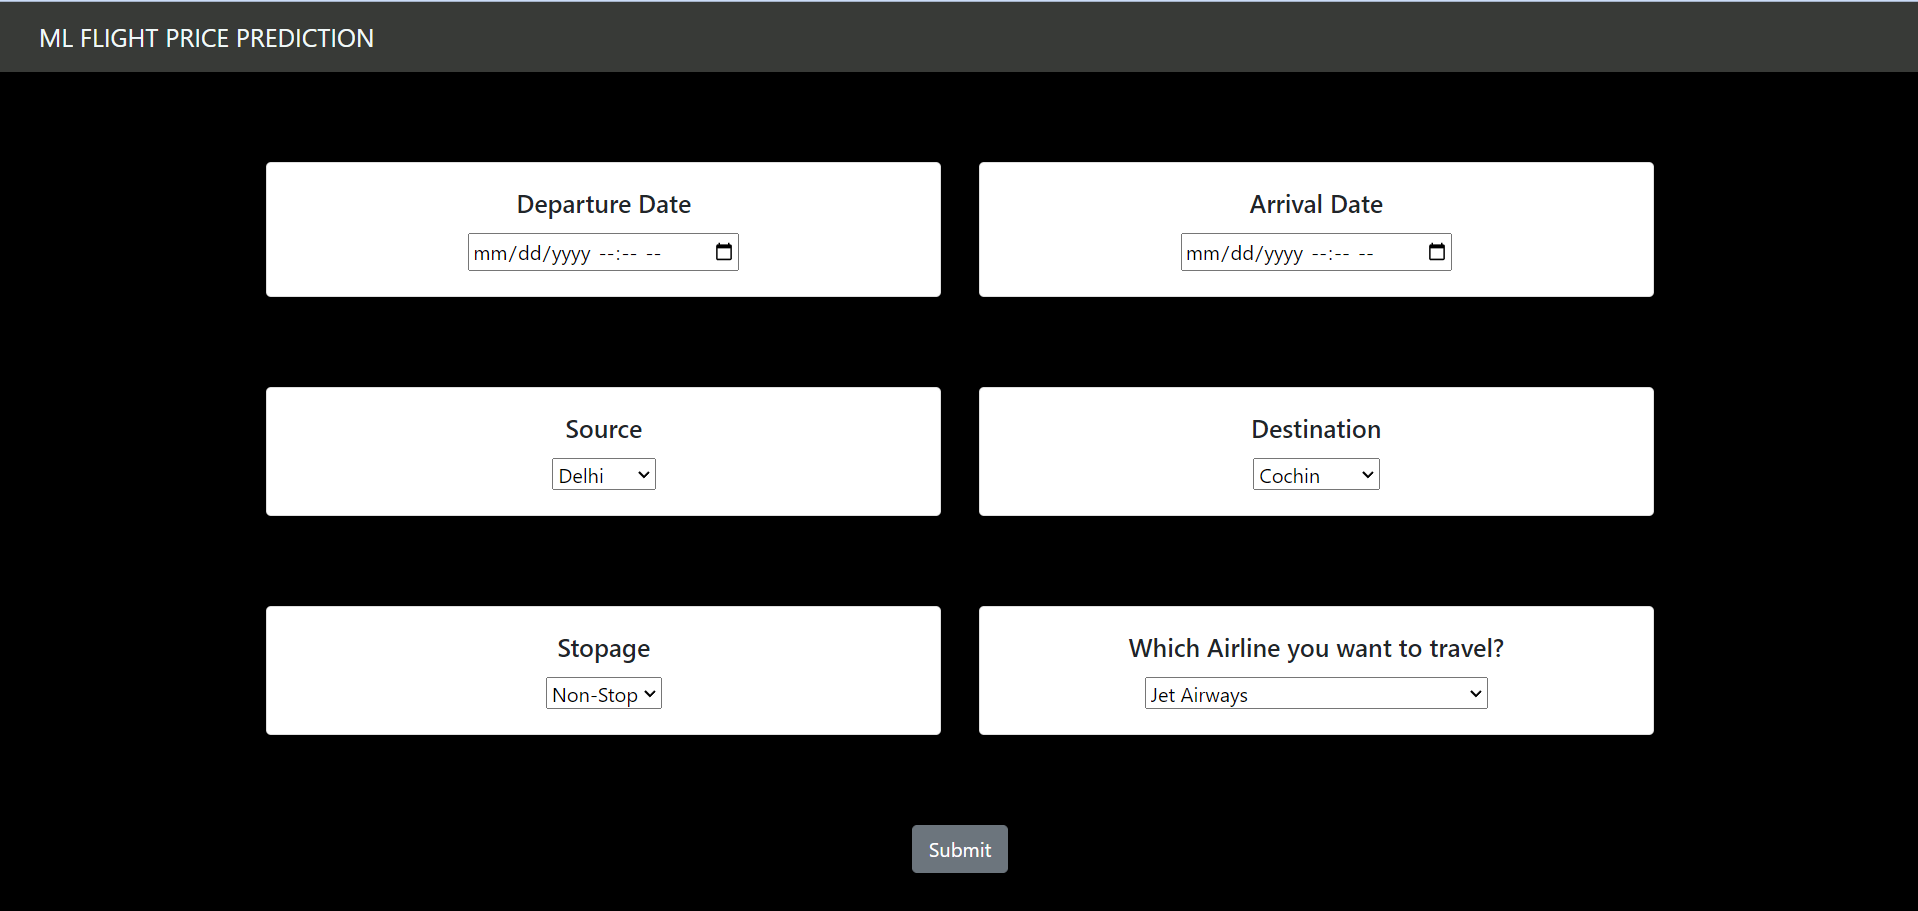 ML FLIGHT PRICE PREDICTION
Departure Date
mm/dd/yyyy --:-- --
Arrival Date
mm/dd/yyyy --:-- --
Source
Delhi
Destination
Cochin
Stopage
Non-Stop
Which Airline you want to travel?
Jet Airways
Submit